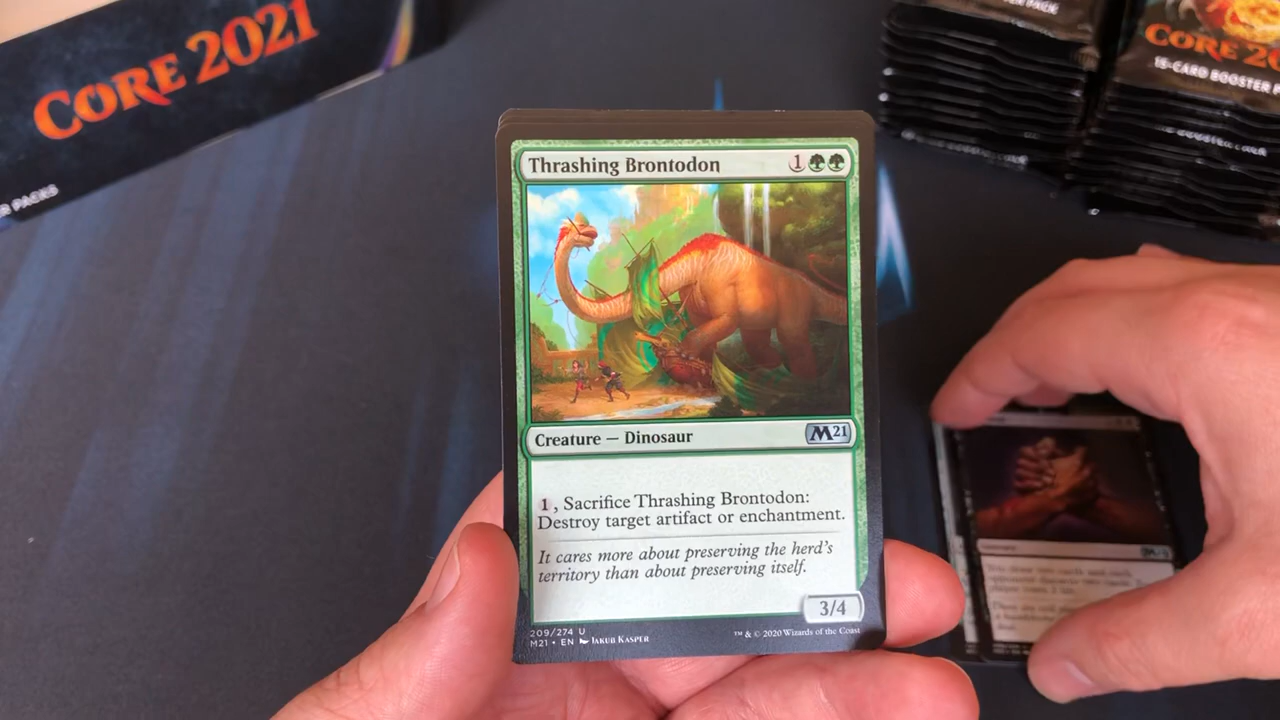 CORE 2021
R PACKS
CORE 20
15-CARD BOOSTER P
Thrashing Brontodon 1
Creature — Dinosaur M21
1, Sacrifice Thrashing Brontodon:
Destroy target artifact or enchantment.
It cares more about preserving the herd's
territory than about preserving itself.
3/4
209/274 U
M21 • EN Jakub Kasper
™ & © 2020 Wizards of the Coast